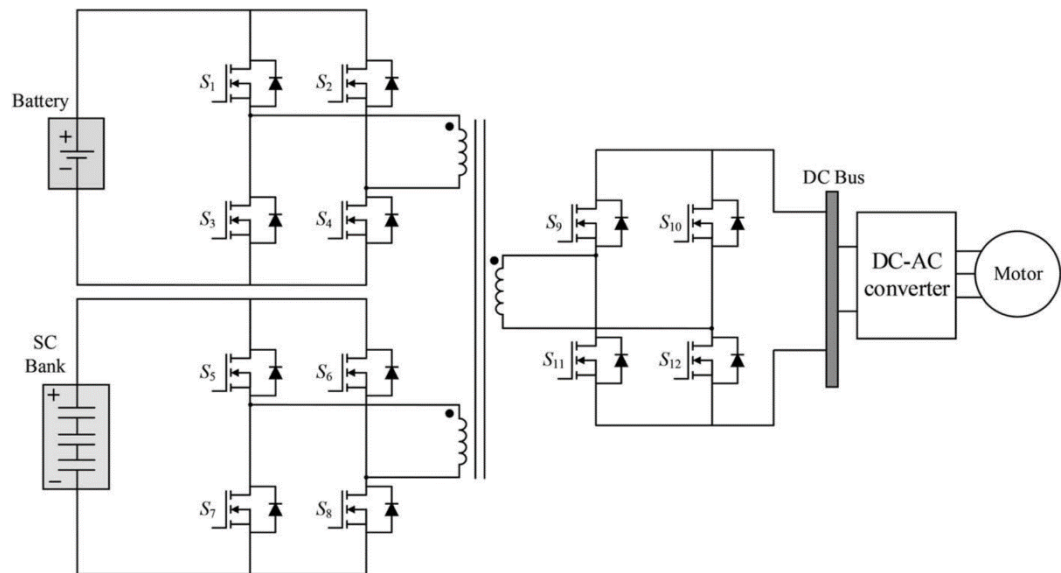 Battery
+
−
S1
S2
S3
S4
SC
Bank
+
−
S5
S6
S7
S8
S9
S10
S11
S12
DC Bus
DC-AC
converter
Motor